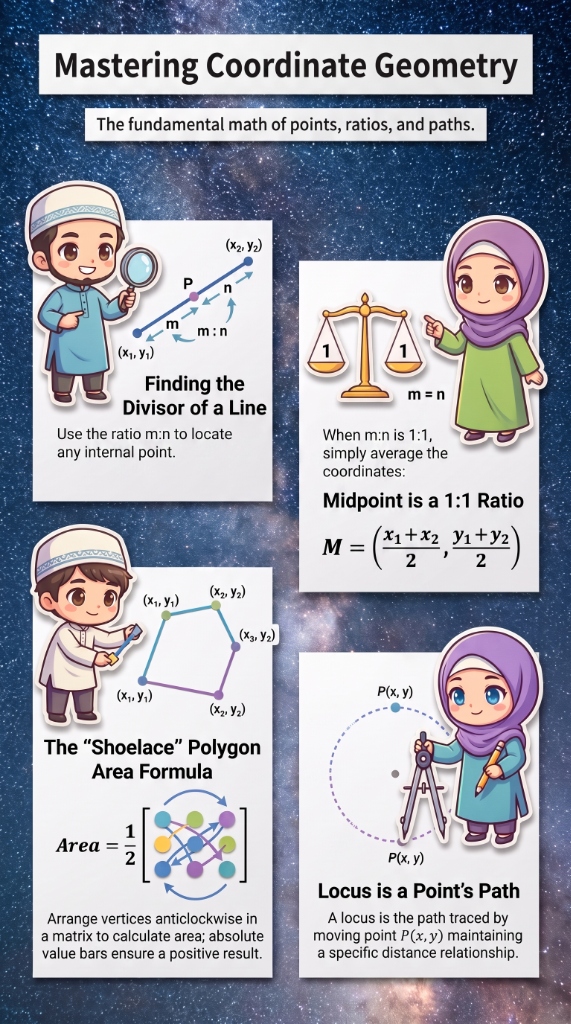 Mastering Coordinate Geometry
The fundamental math of points, ratios, and paths.
(x₂, y₂)
P
n
m
m : n
(x₁, y₁)
Finding the
Divisor of a Line
Use the ratio m:n to locate
any internal point.
1
1
m = n
When m:n is 1:1,
simply average the
coordinates:
Midpoint is a 1:1 Ratio
M = ( (x₁ + x₂)/2 , (y₁ + y₂)/2 )
(x₂, y₂)
(x₁, y₁)
(x₃, y₂)
(x₁, y₁)
(x₂, y₂)
The “Shoelace” Polygon
Area Formula
Area = 1/2 [ ]
Arrange vertices anticlockwise in
a matrix to calculate area; absolute
value bars ensure a positive result.
P(x, y)
P(x, y)
Locus is a Point’s Path
A locus is the path traced by
moving point P(x, y) maintaining
a specific distance relationship.